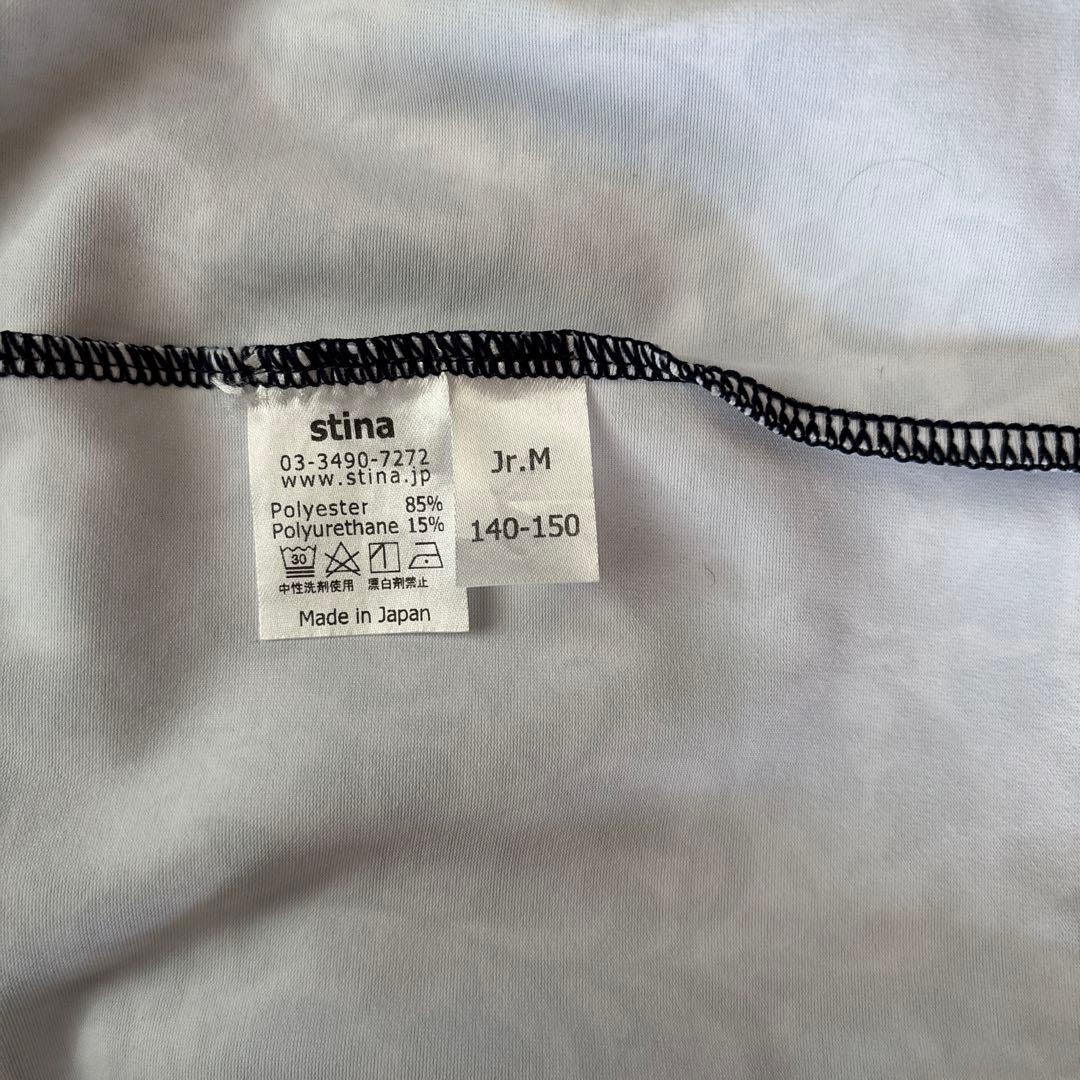 stina
03-3490-7272
www.stina.jp
Polyester 85%
Polyurethane 15%
30
中性洗剤使用 漂白剤禁止
Made in Japan
Jr.M
140-150